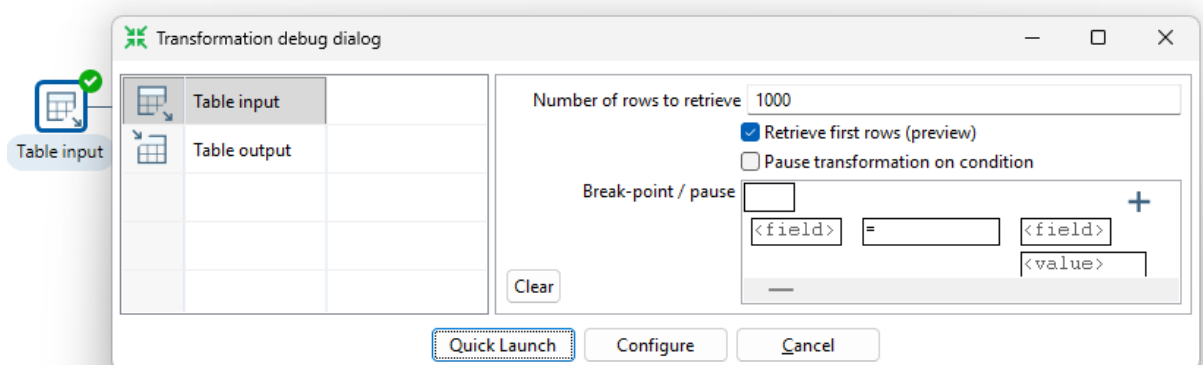 Transformation debug dialog
Table input
Table input
Table output
Number of rows to retrieve 1000
Retrieve first rows (preview)
Pause transformation on condition
Break-point / pause
<field> = <field>
<value>
Clear
Quick Launch Configure Cancel